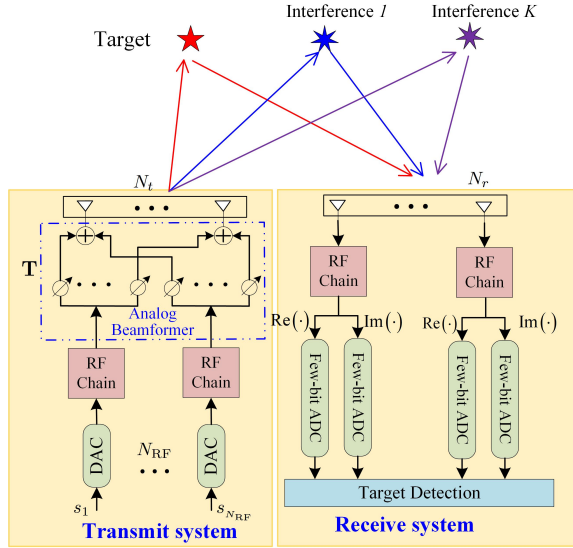 Target
Interference 1
Interference K
N_t
N_r
T
Analog
Beamformer
RF
Chain
RF
Chain
DAC
N_RF
DAC
s_1
s_{N_RF}
Transmit system
RF
Chain
RF
Chain
Re(·)
Im(·)
Re(·)
Im(·)
Few-bit ADC
Few-bit ADC
Few-bit ADC
Few-bit ADC
Target Detection
Receive system